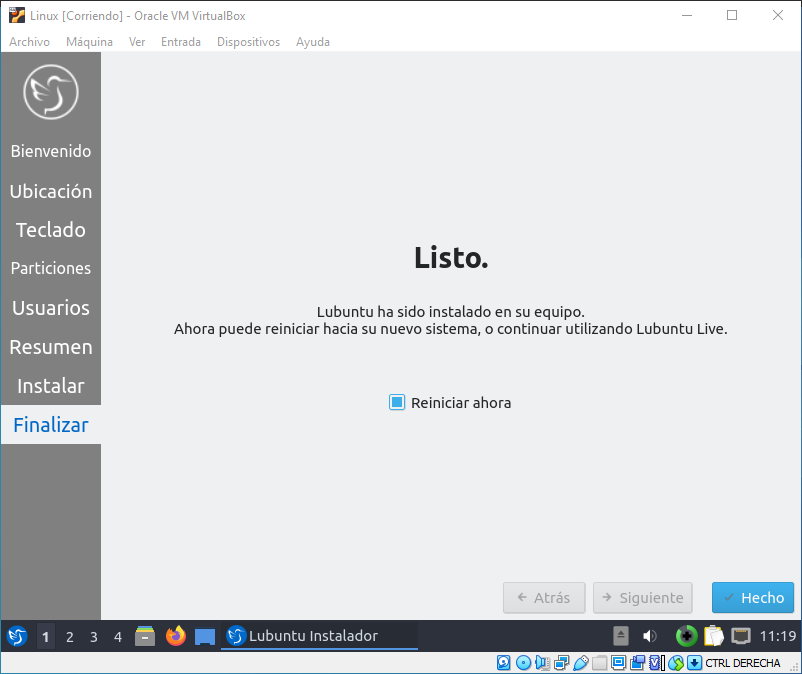 Linux [Corriendo] - Oracle VM VirtualBox
Archivo Máquina Ver Entrada Dispositivos Ayuda
Bienvenido
Ubicación
Teclado
Particiones
Usuarios
Resumen
Instalar
Finalizar
Listo.
Lubuntu ha sido instalado en su equipo.
Ahora puede reiniciar hacia su nuevo sistema, o continuar utilizando Lubuntu Live.
Reiniciar ahora
Atrás Siguiente Hecho
1 2 3 4 Lubuntu Instalador 11:19
CTRL DERECHA